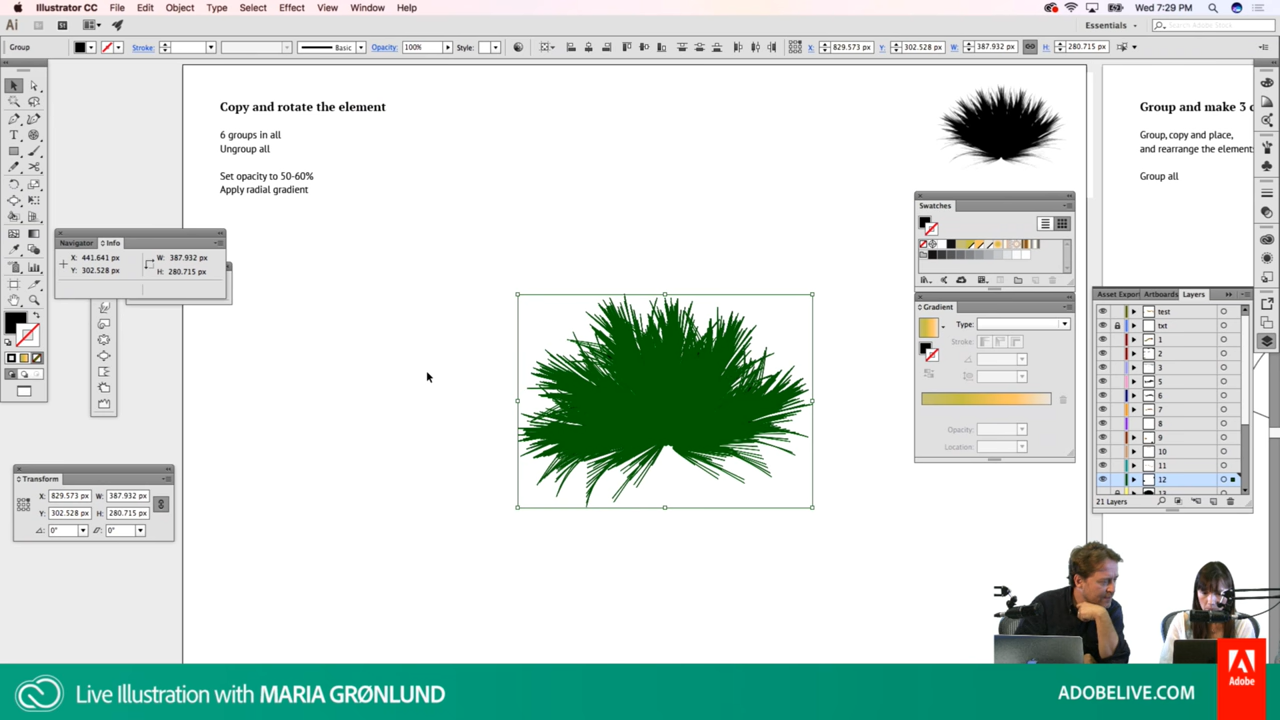 Illustrator CC File Edit Object Type Select Effect View Window Help Wed 7:29 PM
Ai St Essentials Search Adobe Stock
Group Stroke: Basic Opacity: 100% Style: X: 829.573 px Y: 302.528 px W: 387.932 px H: 280.715 px
Copy and rotate the element
6 groups in all
Ungroup all
Set opacity to 50-60%
Apply radial gradient
Group and make 3 c
Group, copy and place,
and rearrange the element
Group all
Navigator Info
X: 441.641 px W: 387.932 px
Y: 302.528 px H: 280.715 px
Swatches
Gradient
Type:
Stroke:
Opacity:
Location:
Asset Expor Artboards Layers
test
txt
1
2
3
5
6
7
8
9
10
11
12
21 Layers
Transform
X: 829.573 px W: 387.932 px
Y: 302.528 px H: 280.715 px
0° 0°
Live Illustration with MARIA GRØNLUND
ADOBELIVE.COM
Adobe